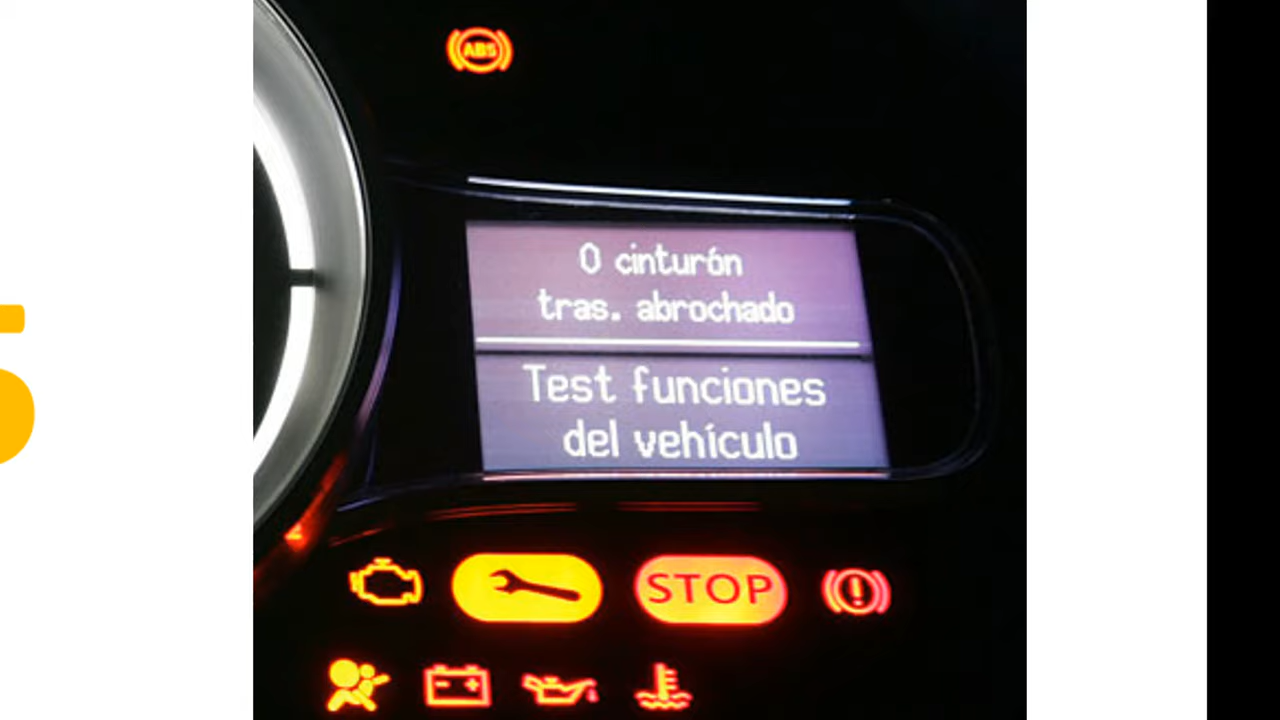 ABS
0 cinturón
tras. abrochado
Test funciones
del vehículo
STOP